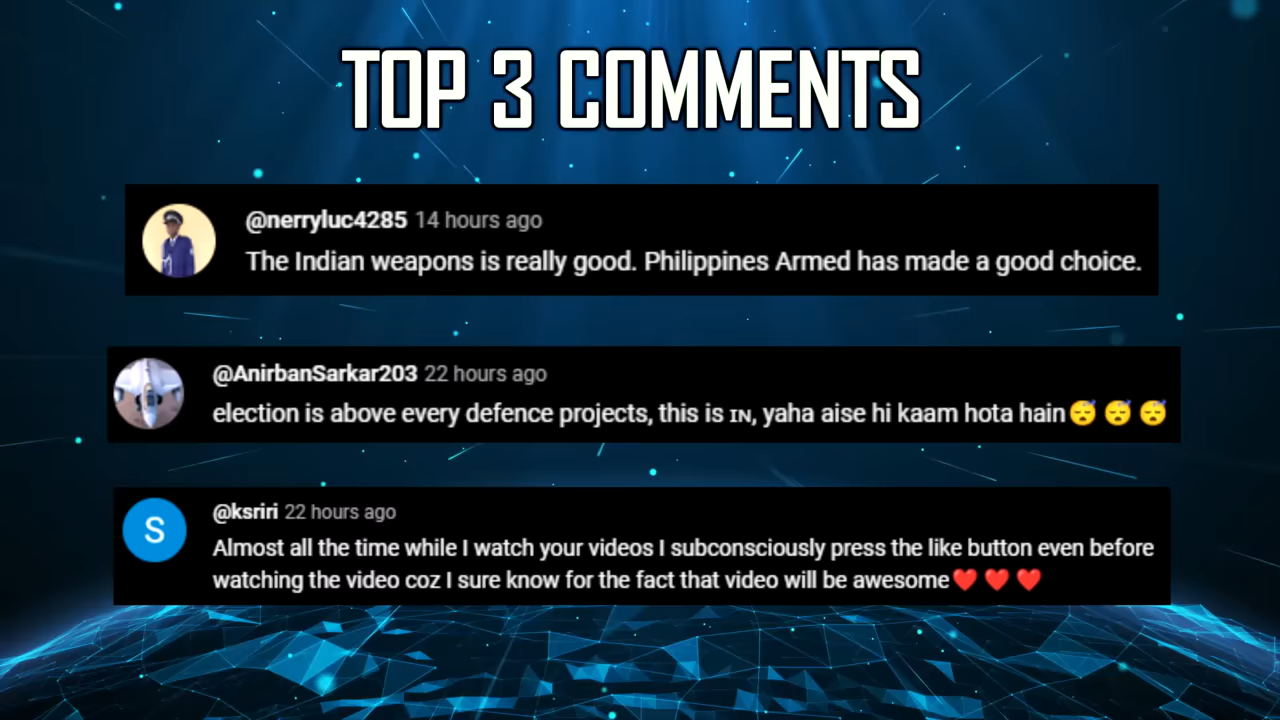 TOP 3 COMMENTS
@nerryluc4285 14 hours ago
The Indian weapons is really good. Philippines Armed has made a good choice.
@AnirbanSarkar203 22 hours ago
election is above every defence projects, this is ɪɴ, yaha aise hi kaam hota hain😴😴😴
S
@ksriri 22 hours ago
Almost all the time while I watch your videos I subconsciously press the like button even before
watching the video coz I sure know for the fact that video will be awesome❤️❤️❤️